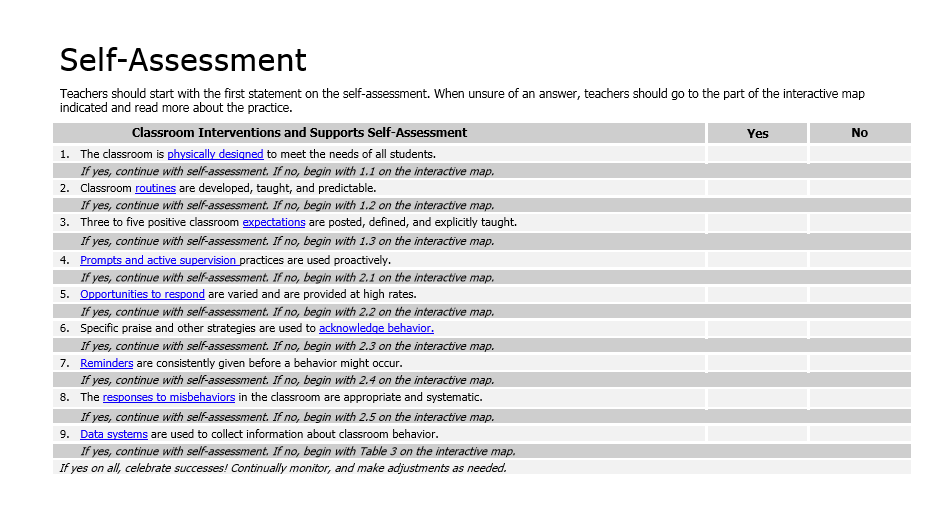 Self-Assessment
Teachers should start with the first statement on the self-assessment. When unsure of an answer, teachers should go to the part of the interactive map
indicated and read more about the practice.
Classroom Interventions and Supports Self-Assessment Yes No
1. The classroom is physically designed to meet the needs of all students.
If yes, continue with self-assessment. If no, begin with 1.1 on the interactive map.
2. Classroom routines are developed, taught, and predictable.
If yes, continue with self-assessment. If no, begin with 1.2 on the interactive map.
3. Three to five positive classroom expectations are posted, defined, and explicitly taught.
If yes, continue with self-assessment. If no, begin with 1.3 on the interactive map.
4. Prompts and active supervision practices are used proactively.
If yes, continue with self-assessment. If no, begin with 2.1 on the interactive map.
5. Opportunities to respond are varied and are provided at high rates.
If yes, continue with self-assessment. If no, begin with 2.2 on the interactive map.
6. Specific praise and other strategies are used to acknowledge behavior.
If yes, continue with self-assessment. If no, begin with 2.3 on the interactive map.
7. Reminders are consistently given before a behavior might occur.
If yes, continue with self-assessment. If no, begin with 2.4 on the interactive map.
8. The responses to misbehaviors in the classroom are appropriate and systematic.
If yes, continue with self-assessment. If no, begin with 2.5 on the interactive map.
9. Data systems are used to collect information about classroom behavior.
If yes, continue with self-assessment. If no, begin with Table 3 on the interactive map.
If yes on all, celebrate successes! Continually monitor, and make adjustments as needed.